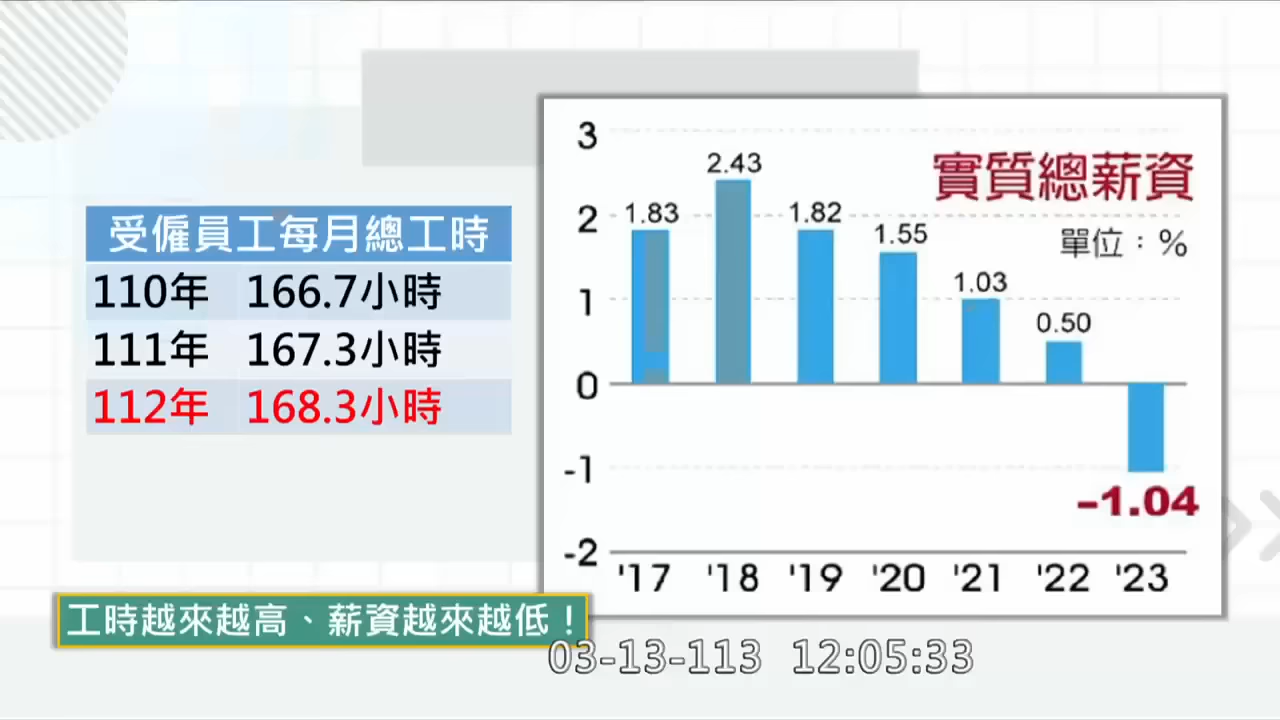 受僱員工每月總工時
110年 166.7小時
111年 167.3小時
112年 168.3小時
工時越來越高、薪資越來越低！
實質總薪資
單位：%
3
2
1
0
-1
-2
1.83
2.43
1.82
1.55
1.03
0.50
-1.04
'17 '18 '19 '20 '21 '22 '23
03-13-113 12:05:33